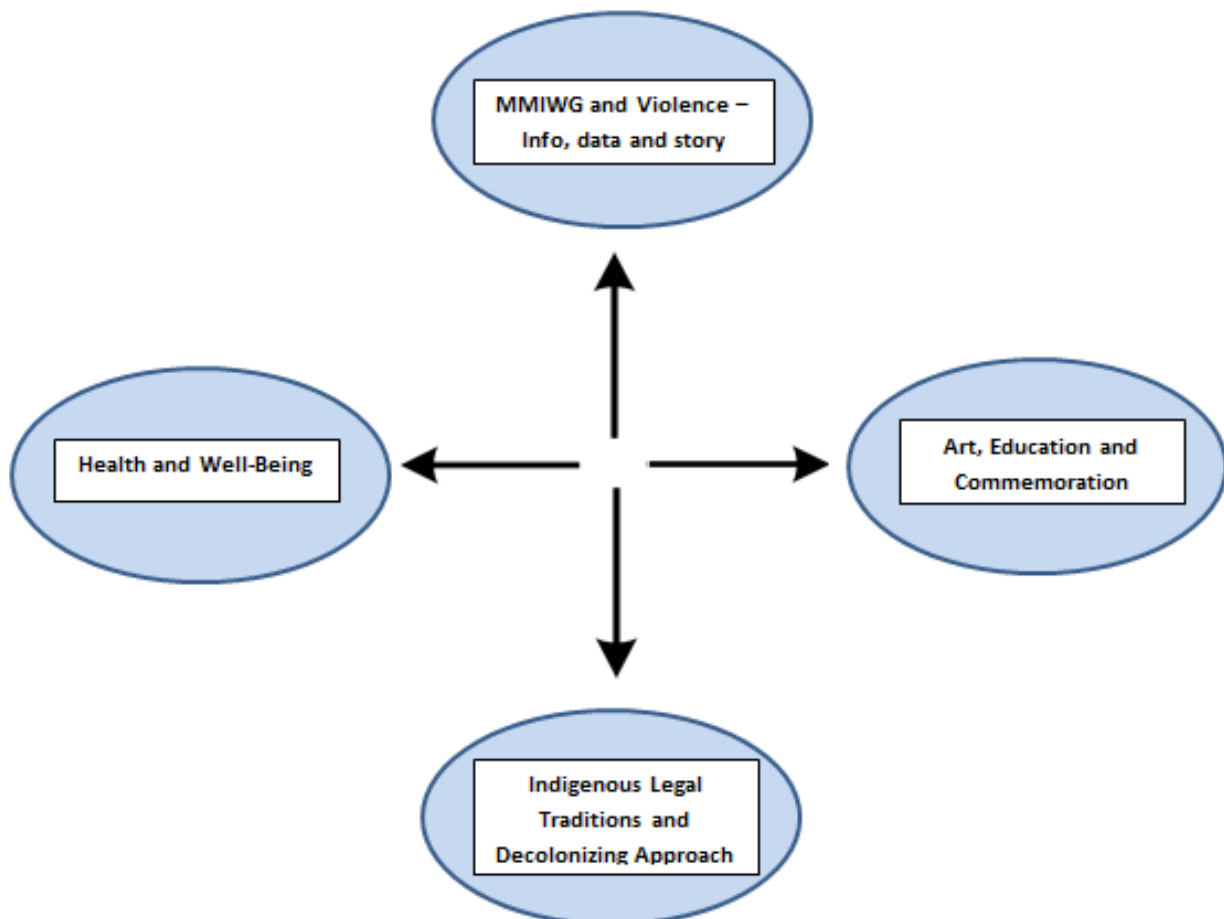 MMIWG and Violence –
Info, data and story
Health and Well-Being
Art, Education and
Commemoration
Indigenous Legal
Traditions and
Decolonizing Approach